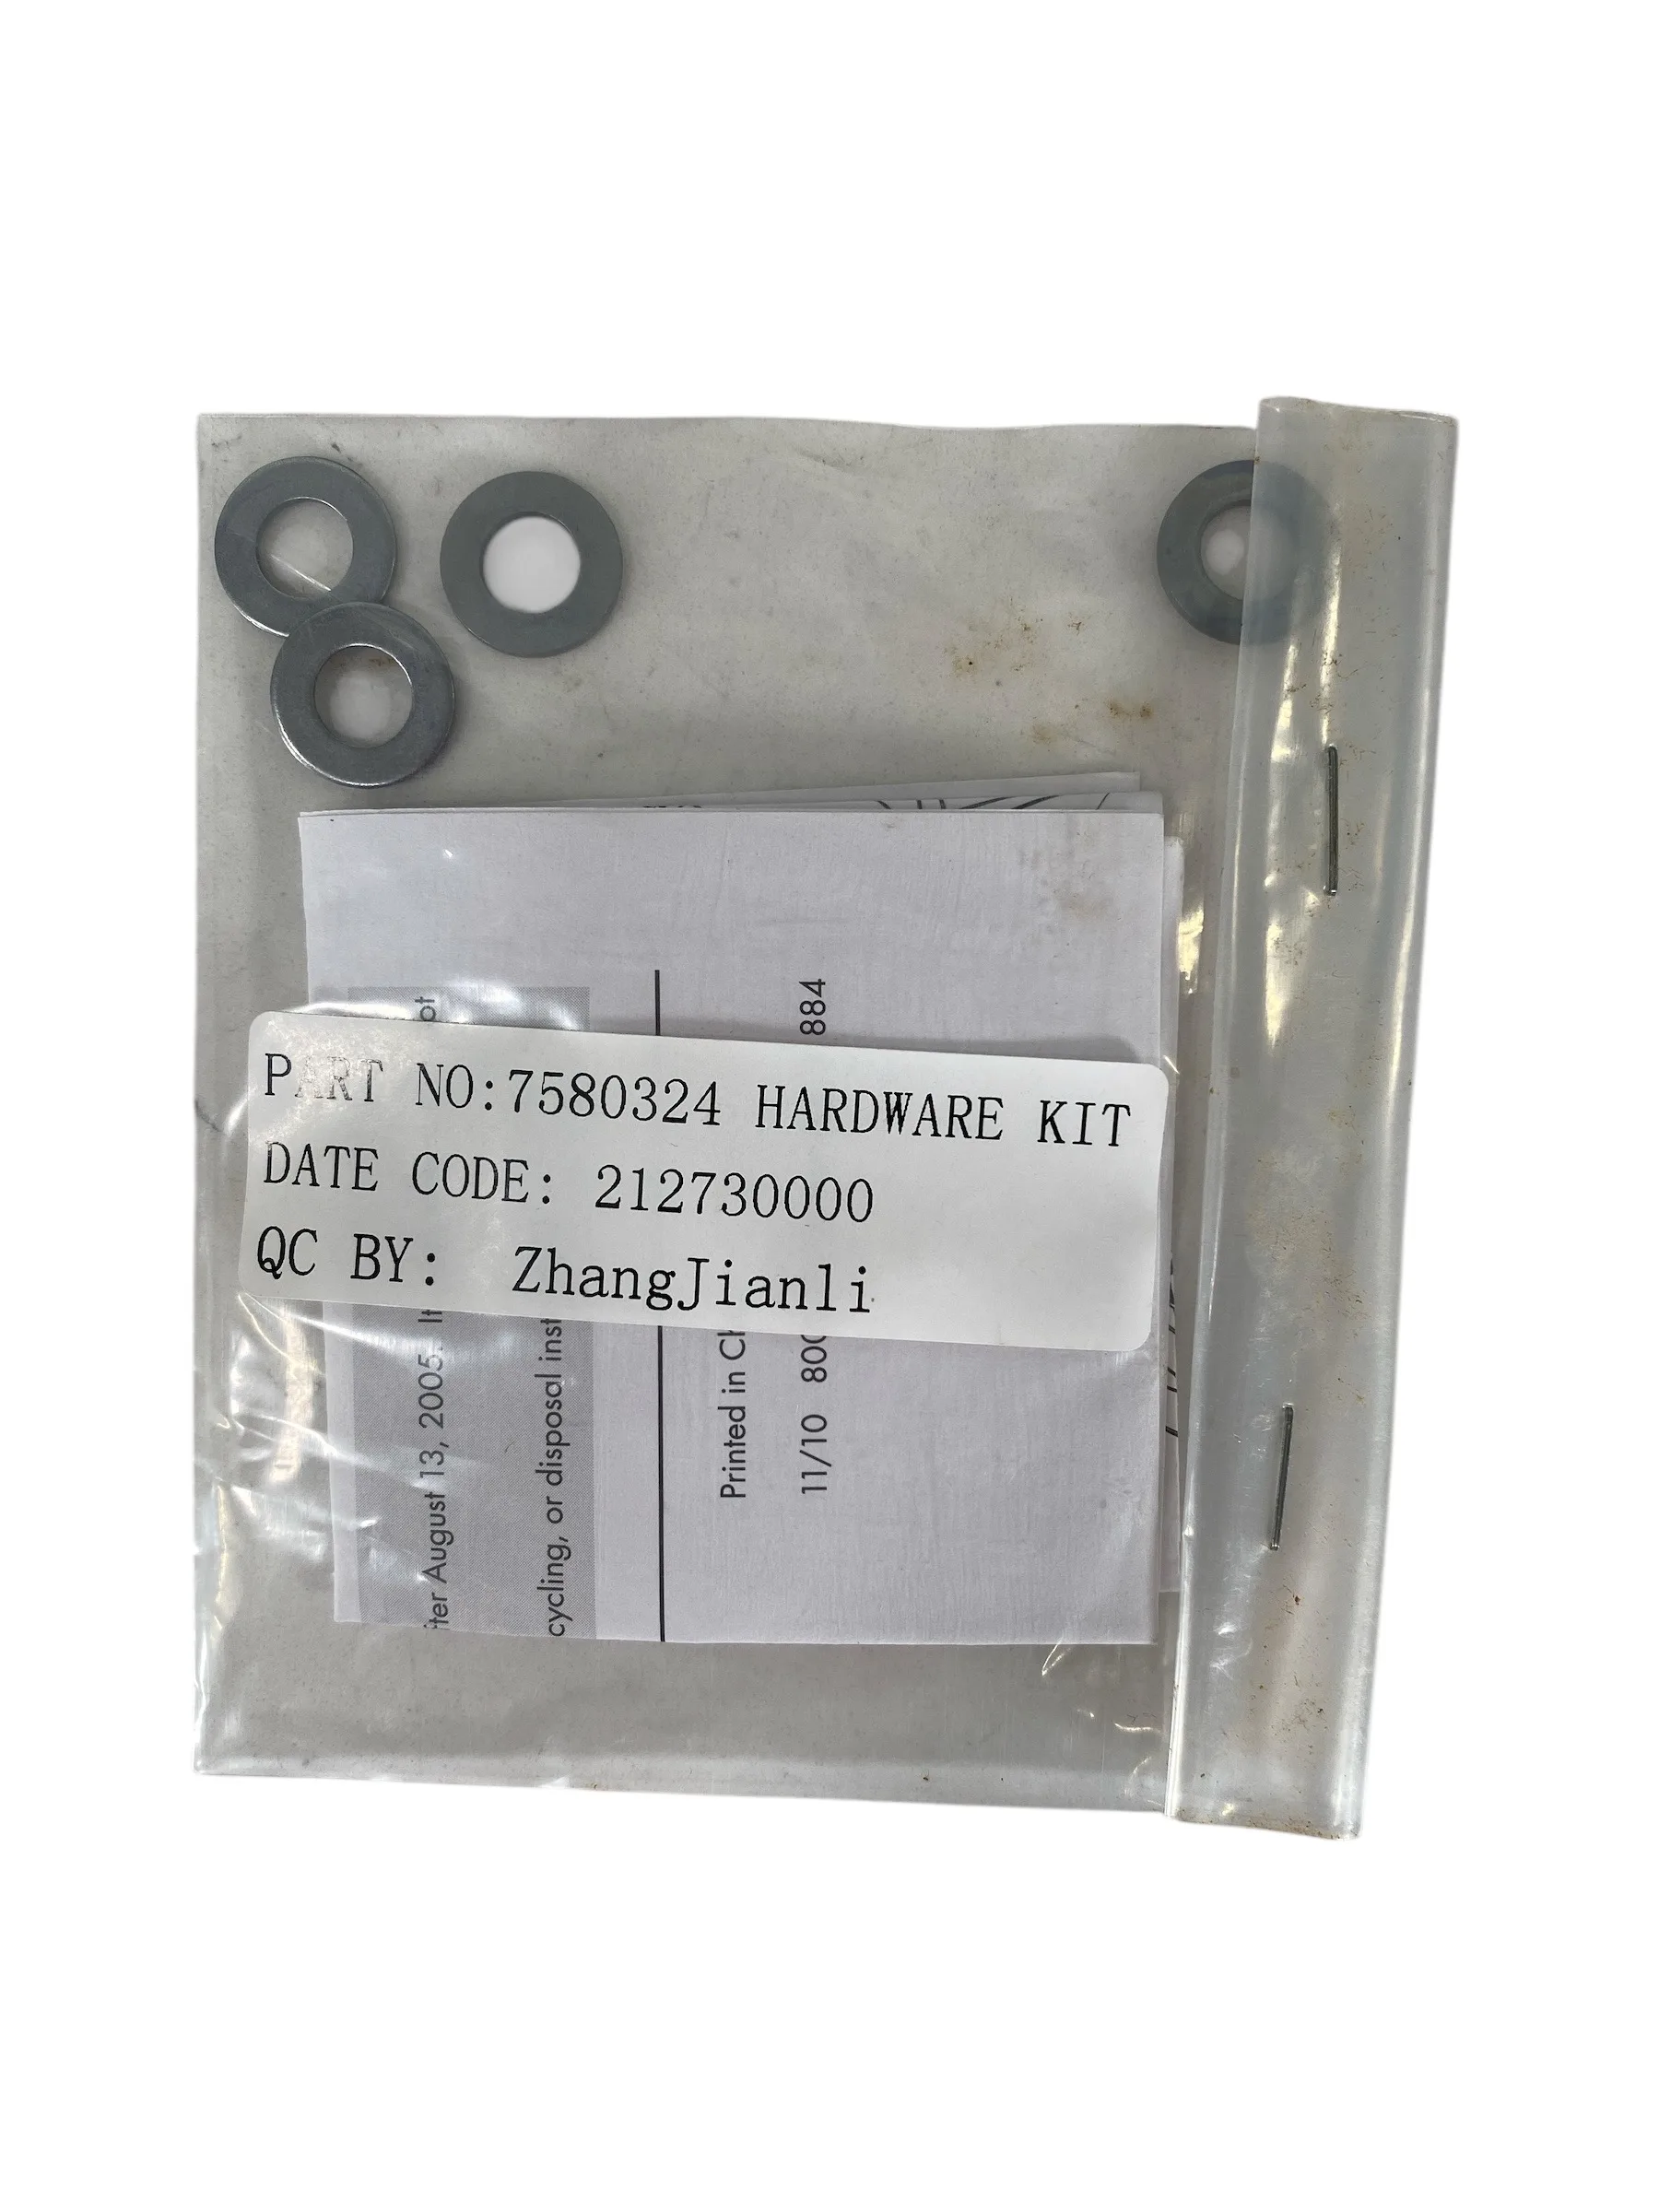 PART NO:7580324 HARDWARE KIT
DATE CODE: 212730000
QC BY: ZhangJianli
August 13, 2005.
cycling, or disposal
Printed in
11/10
884